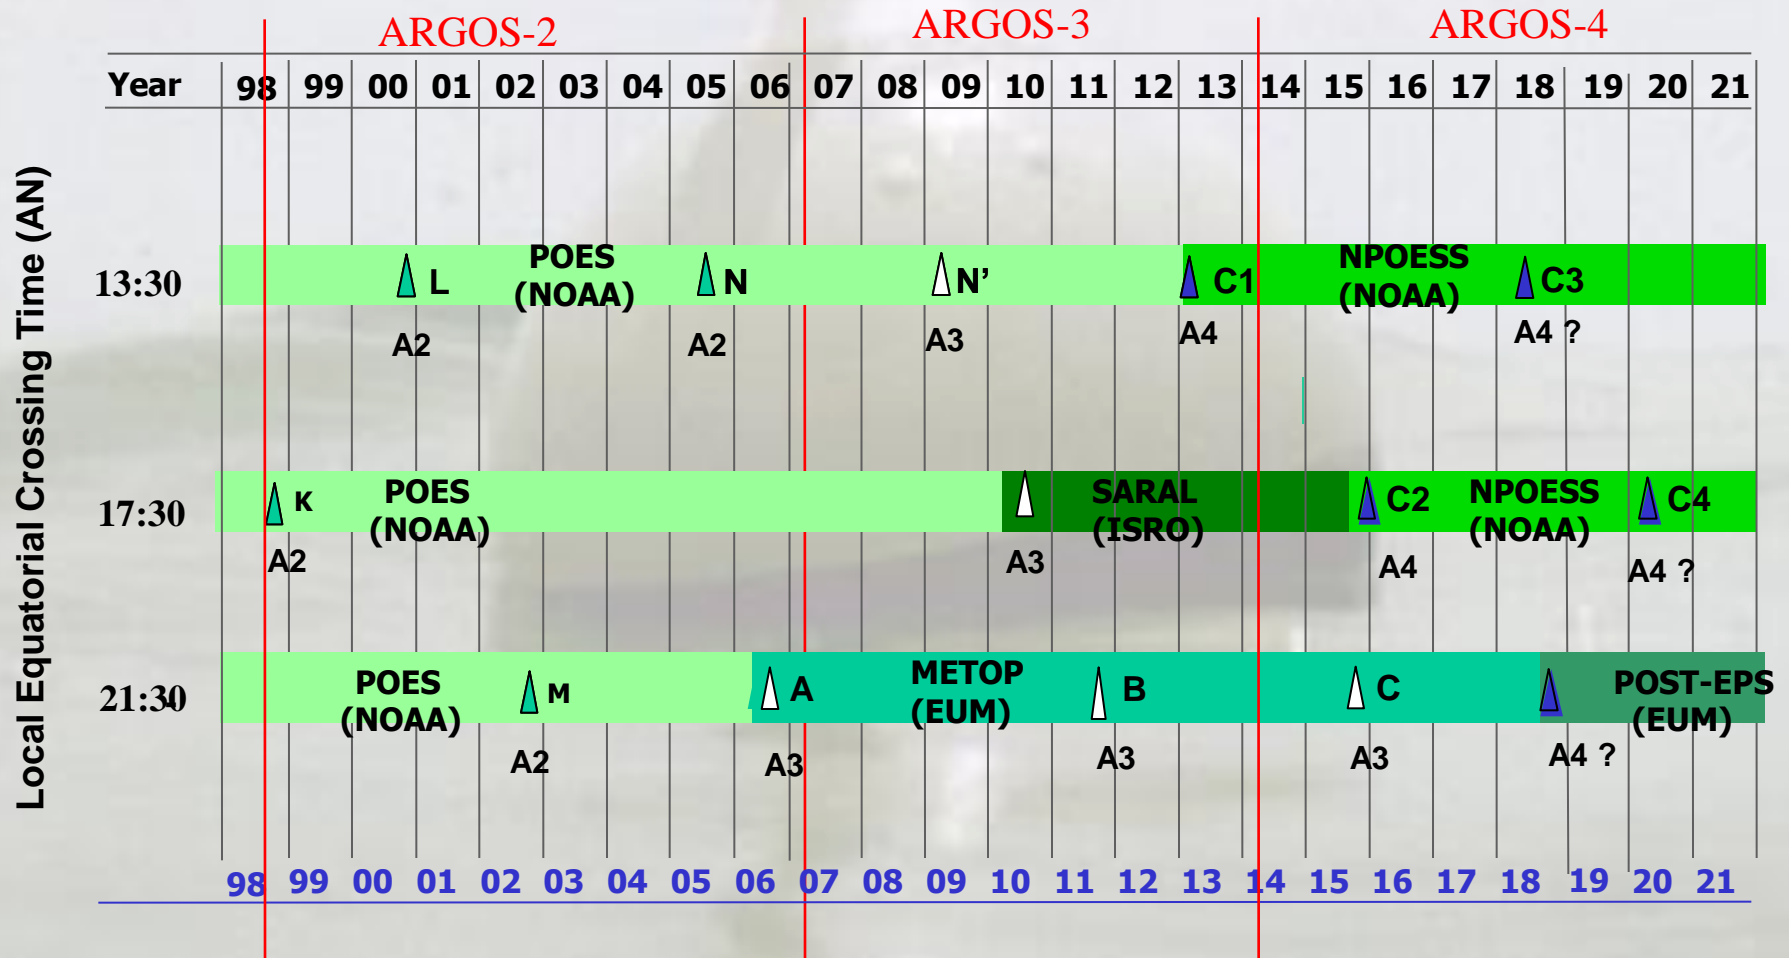 ARGOS-2 ARGOS-3 ARGOS-4
Year 98 99 00 01 02 03 04 05 06 07 08 09 10 11 12 13 14 15 16 17 18 19 20 21
Local Equatorial Crossing Time (AN)
13:30
POES
(NOAA)
L
N
N’
C1
NPOESS
(NOAA)
C3
A2
A2
A3
A4
A4 ?
17:30
K
POES
(NOAA)
SARAL
(ISRO)
C2
NPOESS
(NOAA)
C4
A2
A3
A4
A4 ?
21:30
POES
(NOAA)
M
A
METOP
(EUM)
B
C
POST-EPS
(EUM)
A2
A3
A3
A3
A4 ?
98 99 00 01 02 03 04 05 06 07 08 09 10 11 12 13 14 15 16 17 18 19 20 21